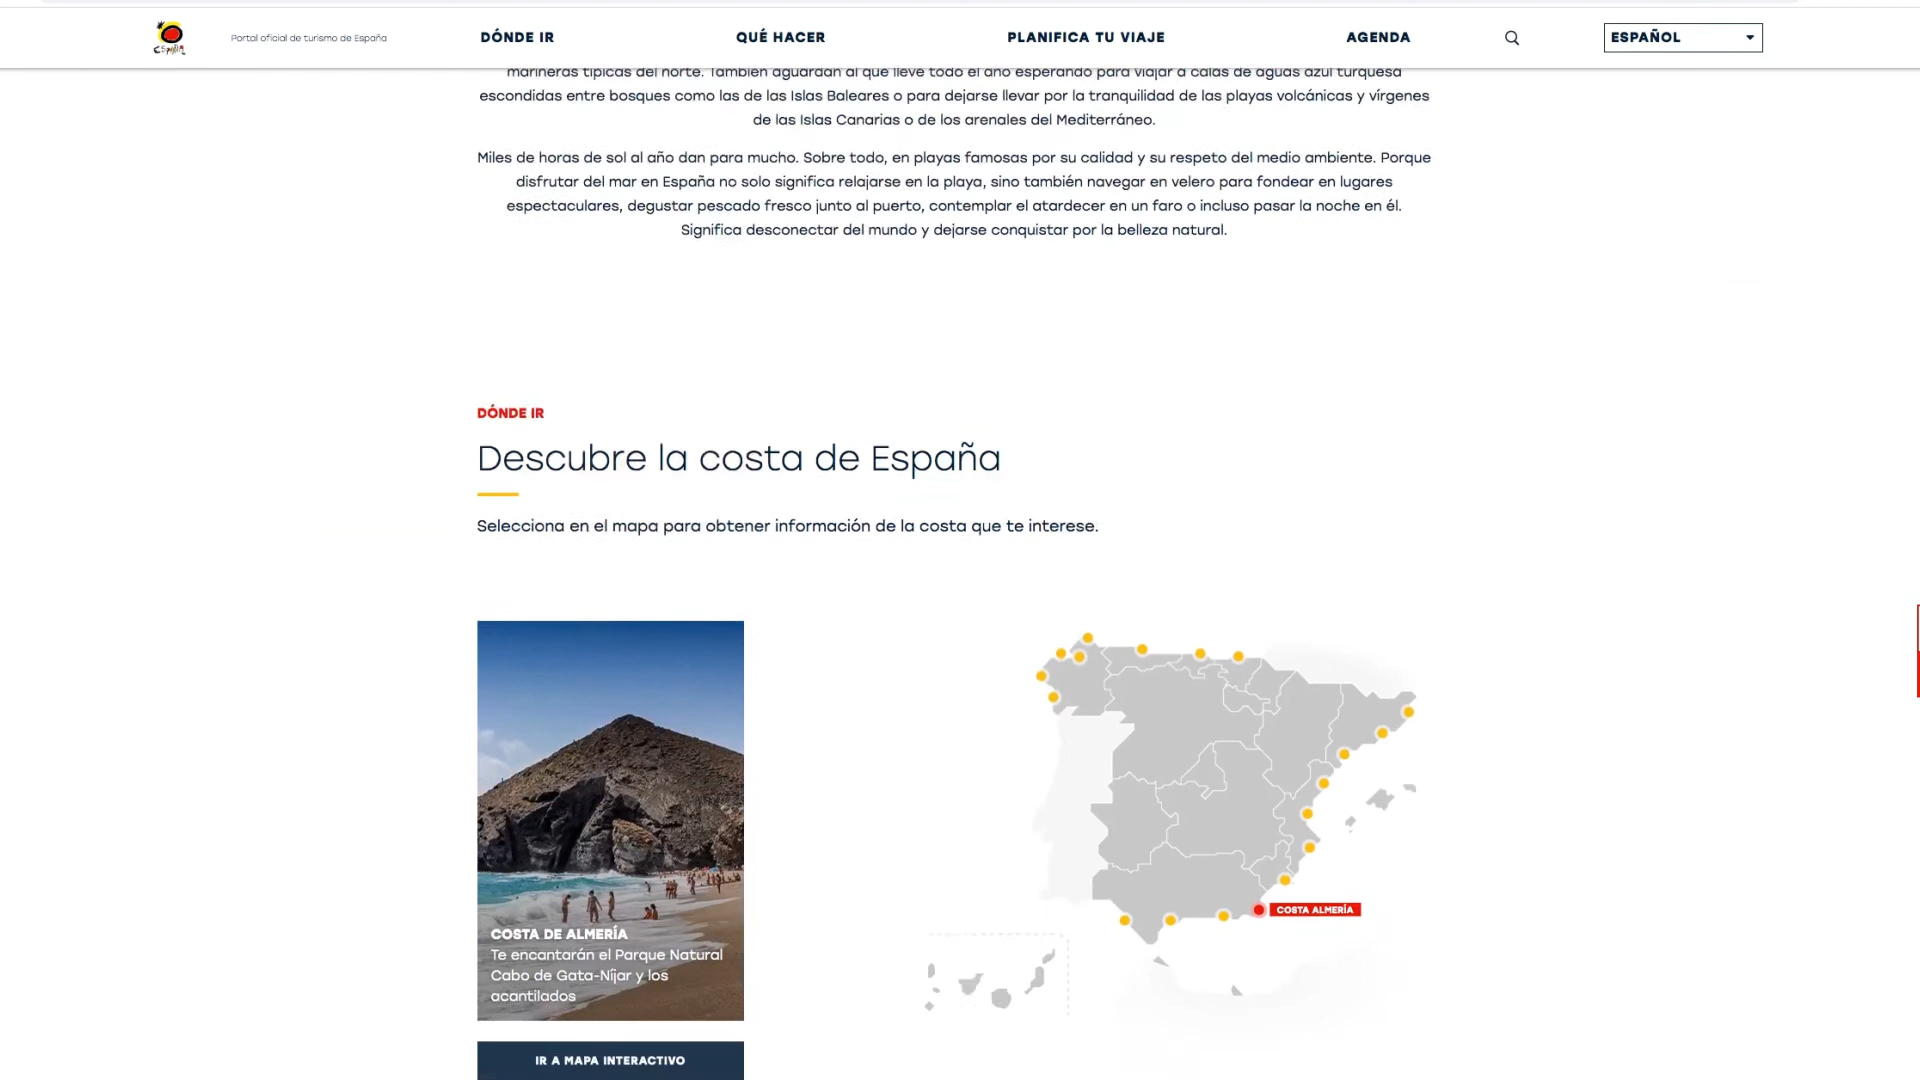 España
Portal oficial de turismo de España
DÓNDE IR
QUÉ HACER
PLANIFICA TU VIAJE
AGENDA
ESPAÑOL
marineras típicas del norte. También aguardan al que lleve todo el año esperando para viajar a calas de aguas azul turquesa
escondidas entre bosques como las de las Islas Baleares o para dejarse llevar por la tranquilidad de las playas volcánicas y vírgenes
de las Islas Canarias o de los arenales del Mediterráneo.
Miles de horas de sol al año dan para mucho. Sobre todo, en playas famosas por su calidad y su respeto del medio ambiente. Porque
disfrutar del mar en España no solo significa relajarse en la playa, sino también navegar en velero para fondear en lugares
espectaculares, degustar pescado fresco junto al puerto, contemplar el atardecer en un faro o incluso pasar la noche en él.
Significa desconectar del mundo y dejarse conquistar por la belleza natural.
DÓNDE IR
Descubre la costa de España
Selecciona en el mapa para obtener información de la costa que te interese.
COSTA DE ALMERÍA
Te encantarán el Parque Natural
Cabo de Gata-Níjar y los
acantilados
COSTA ALMERÍA
IR A MAPA INTERACTIVO